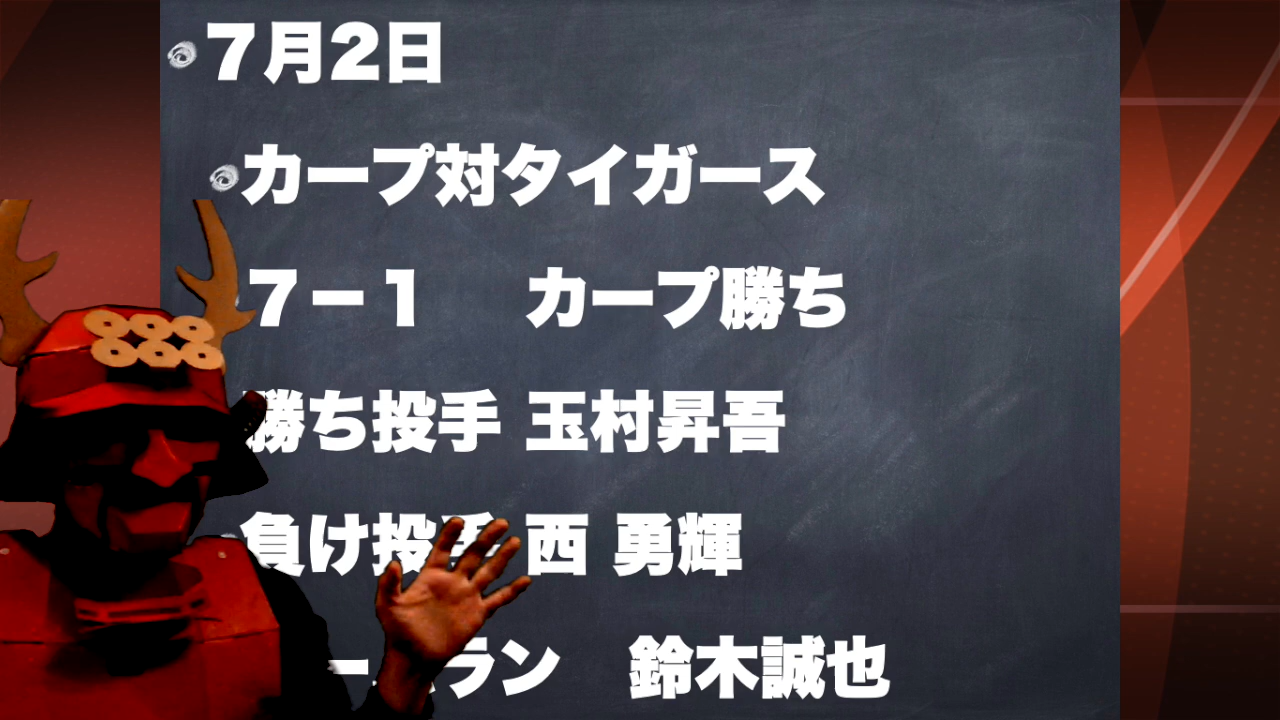 7月2日
カープ対タイガース
7-1 カープ勝ち
勝ち投手 玉村昇吾
負け投手 西 勇輝
ラン 鈴木誠也